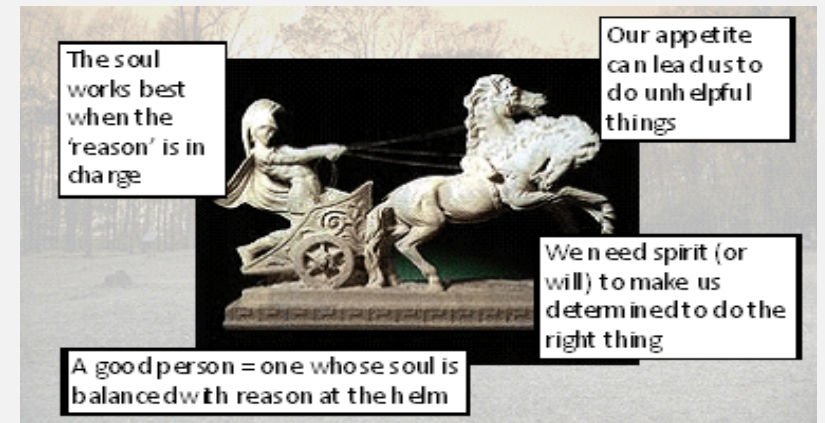 The soul
works best
when the
‘reason’ is in
charge
Our appetite
can lead us to
do unhelpful
things
We need spirit (or
will) to make us
determined to do the
right thing
A good person = one whose soul is
balanced with reason at the helm